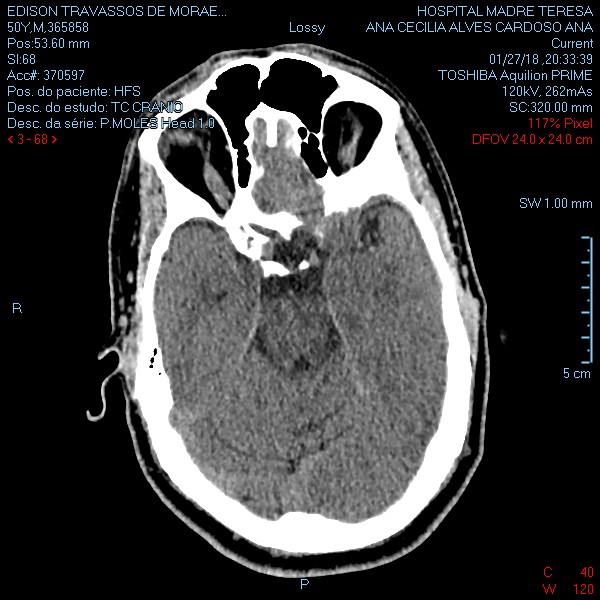 EDISON TRAVASSOS DE MORAE...
50Y,M,365858
Pos:53.60 mm
SI:68
Acc#: 370597
Pos. do paciente: HFS
Desc. do estudo: TC CRANIO
Desc. da série: P.MOLES Head 1.0
< 3 - 68 >
Lossy
HOSPITAL MADRE TERESA
ANA CECILIA ALVES CARDOSO ANA
Current
01/27/18 ,20:33:39
TOSHIBA Aquilion PRIME
120kV, 262mAs
SC:320.00 mm
117% Pixel
DFOV 24.0 x 24.0 cm
SW 1.00 mm
R
5 cm
P
C 40
W 120